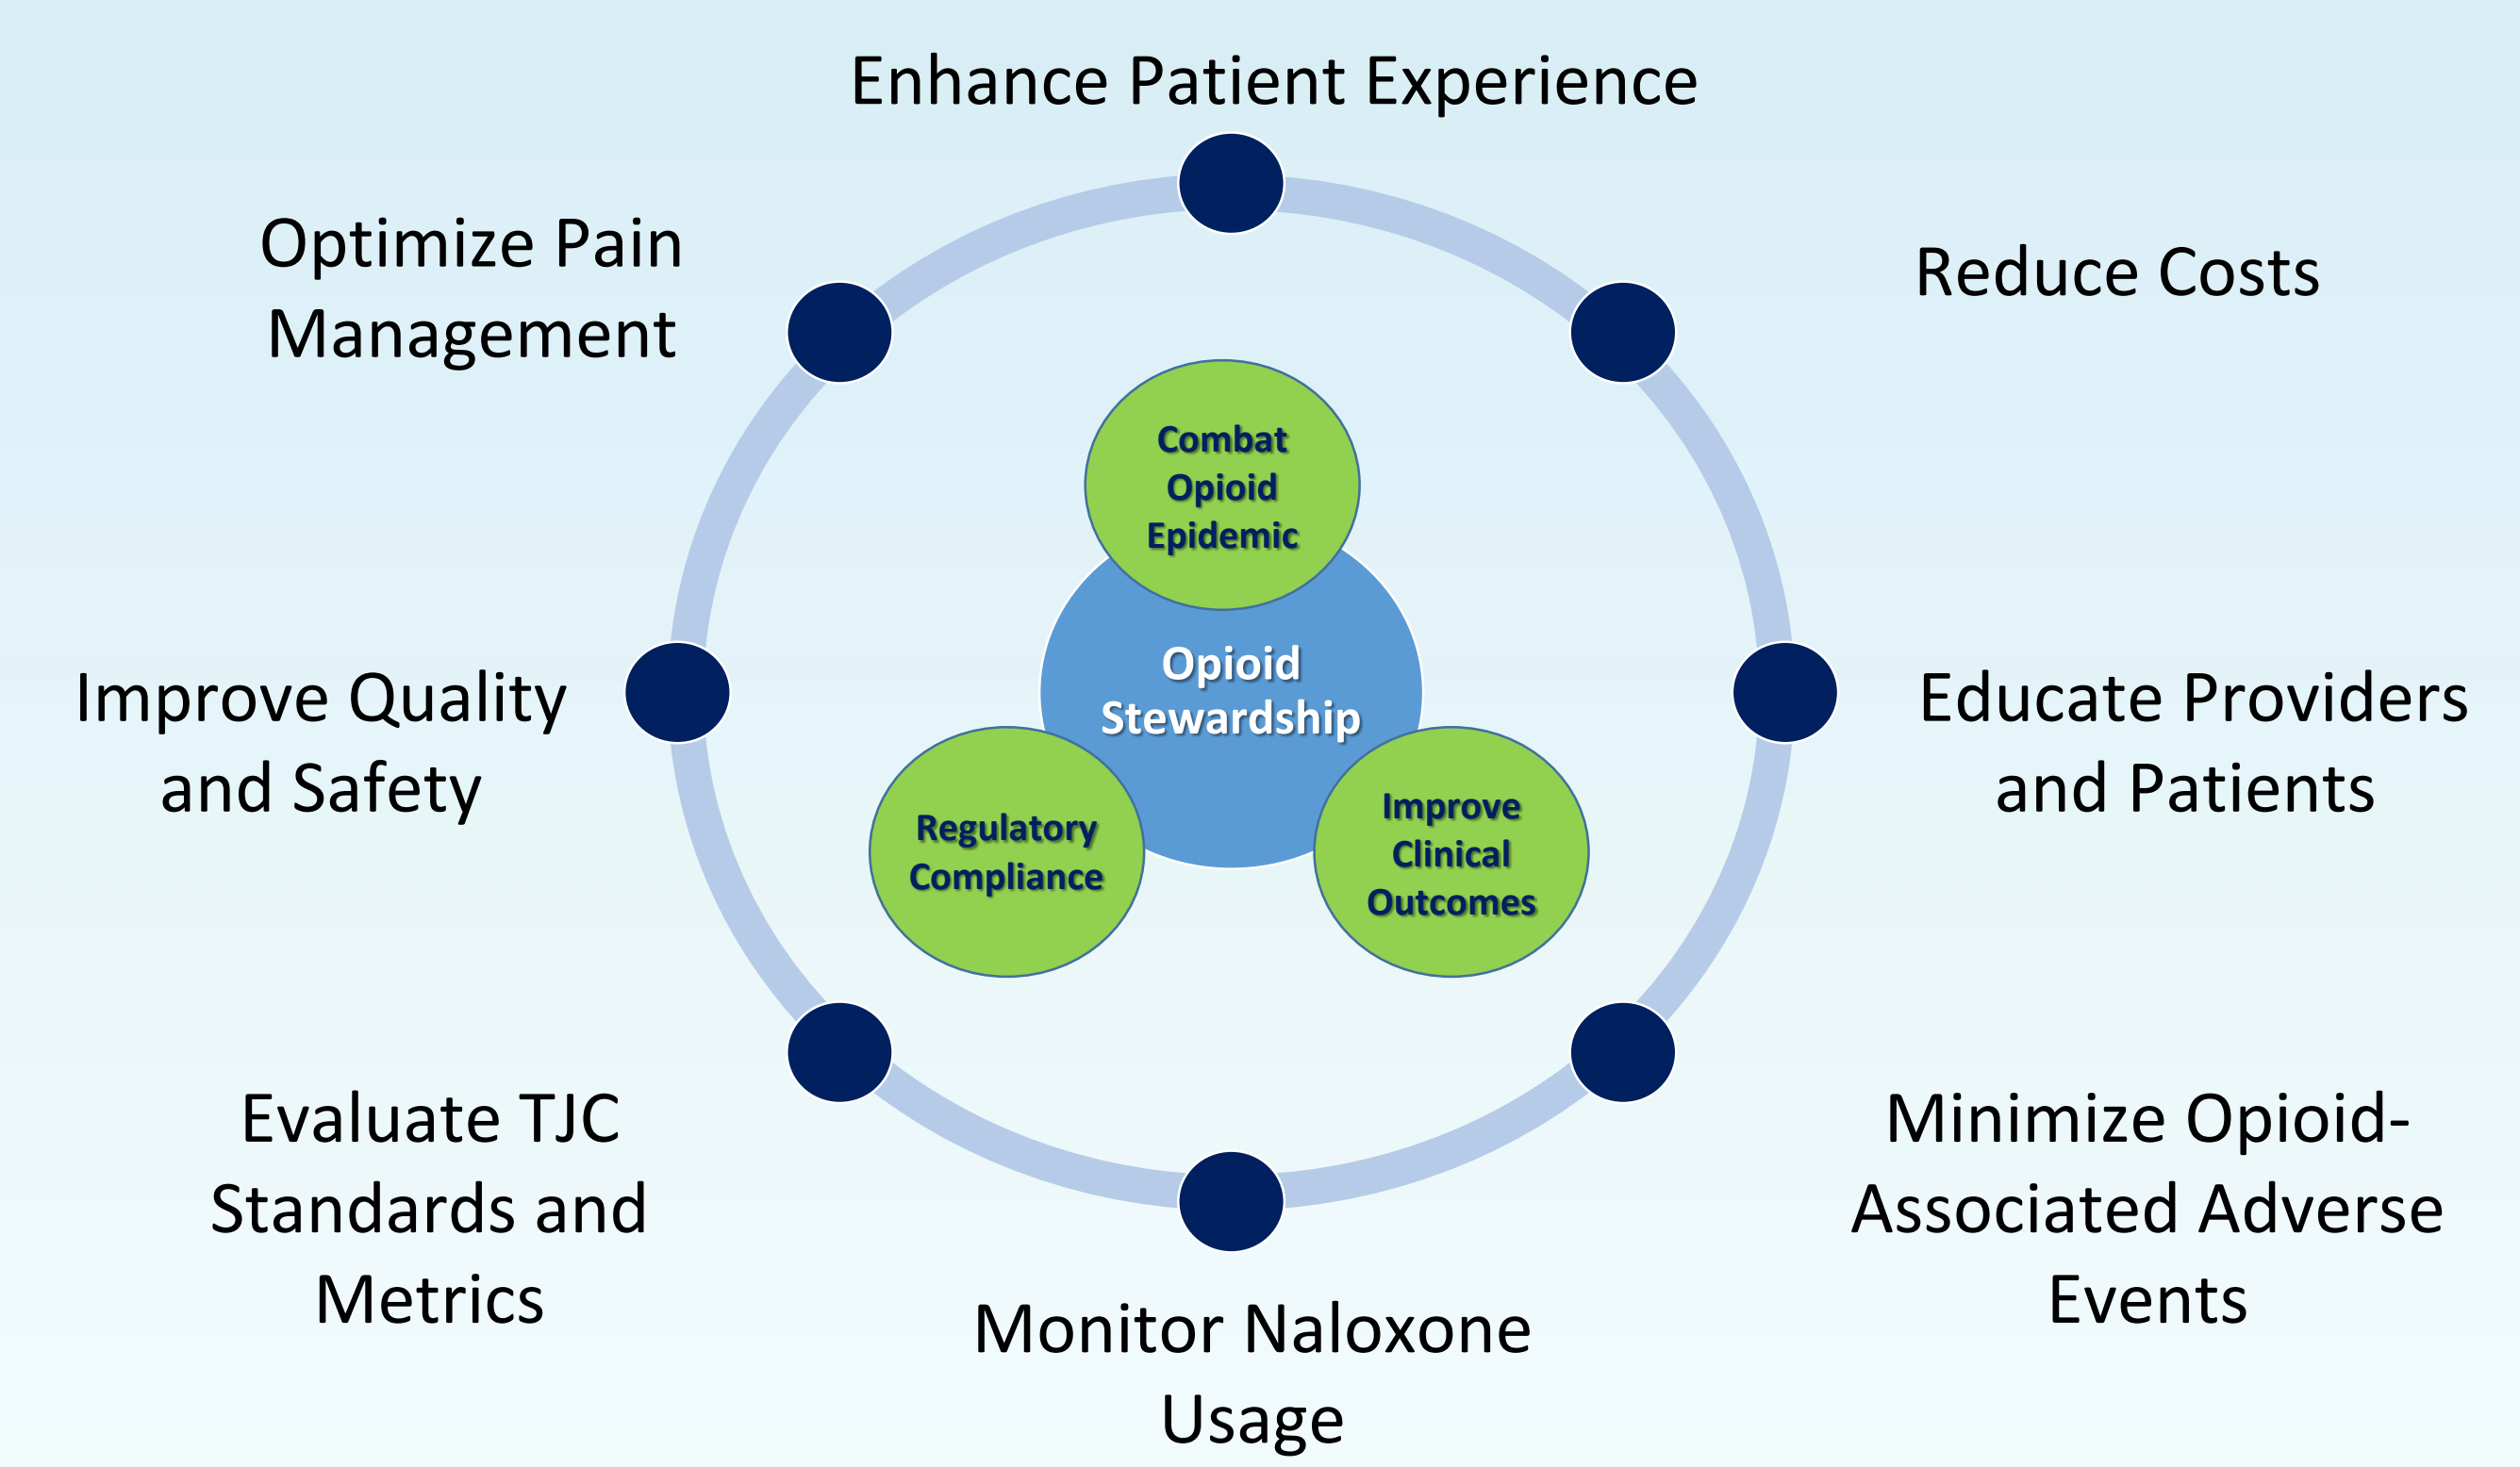 Enhance Patient Experience
Optimize Pain
Management
Reduce Costs
Combat
Opioid
Epidemic
Opioid
Stewardship
Improve Quality
and Safety
Educate Providers
and Patients
Regulatory
Compliance
Improve
Clinical
Outcomes
Evaluate TJC
Standards and
Metrics
Minimize Opioid-
Associated Adverse
Events
Monitor Naloxone
Usage